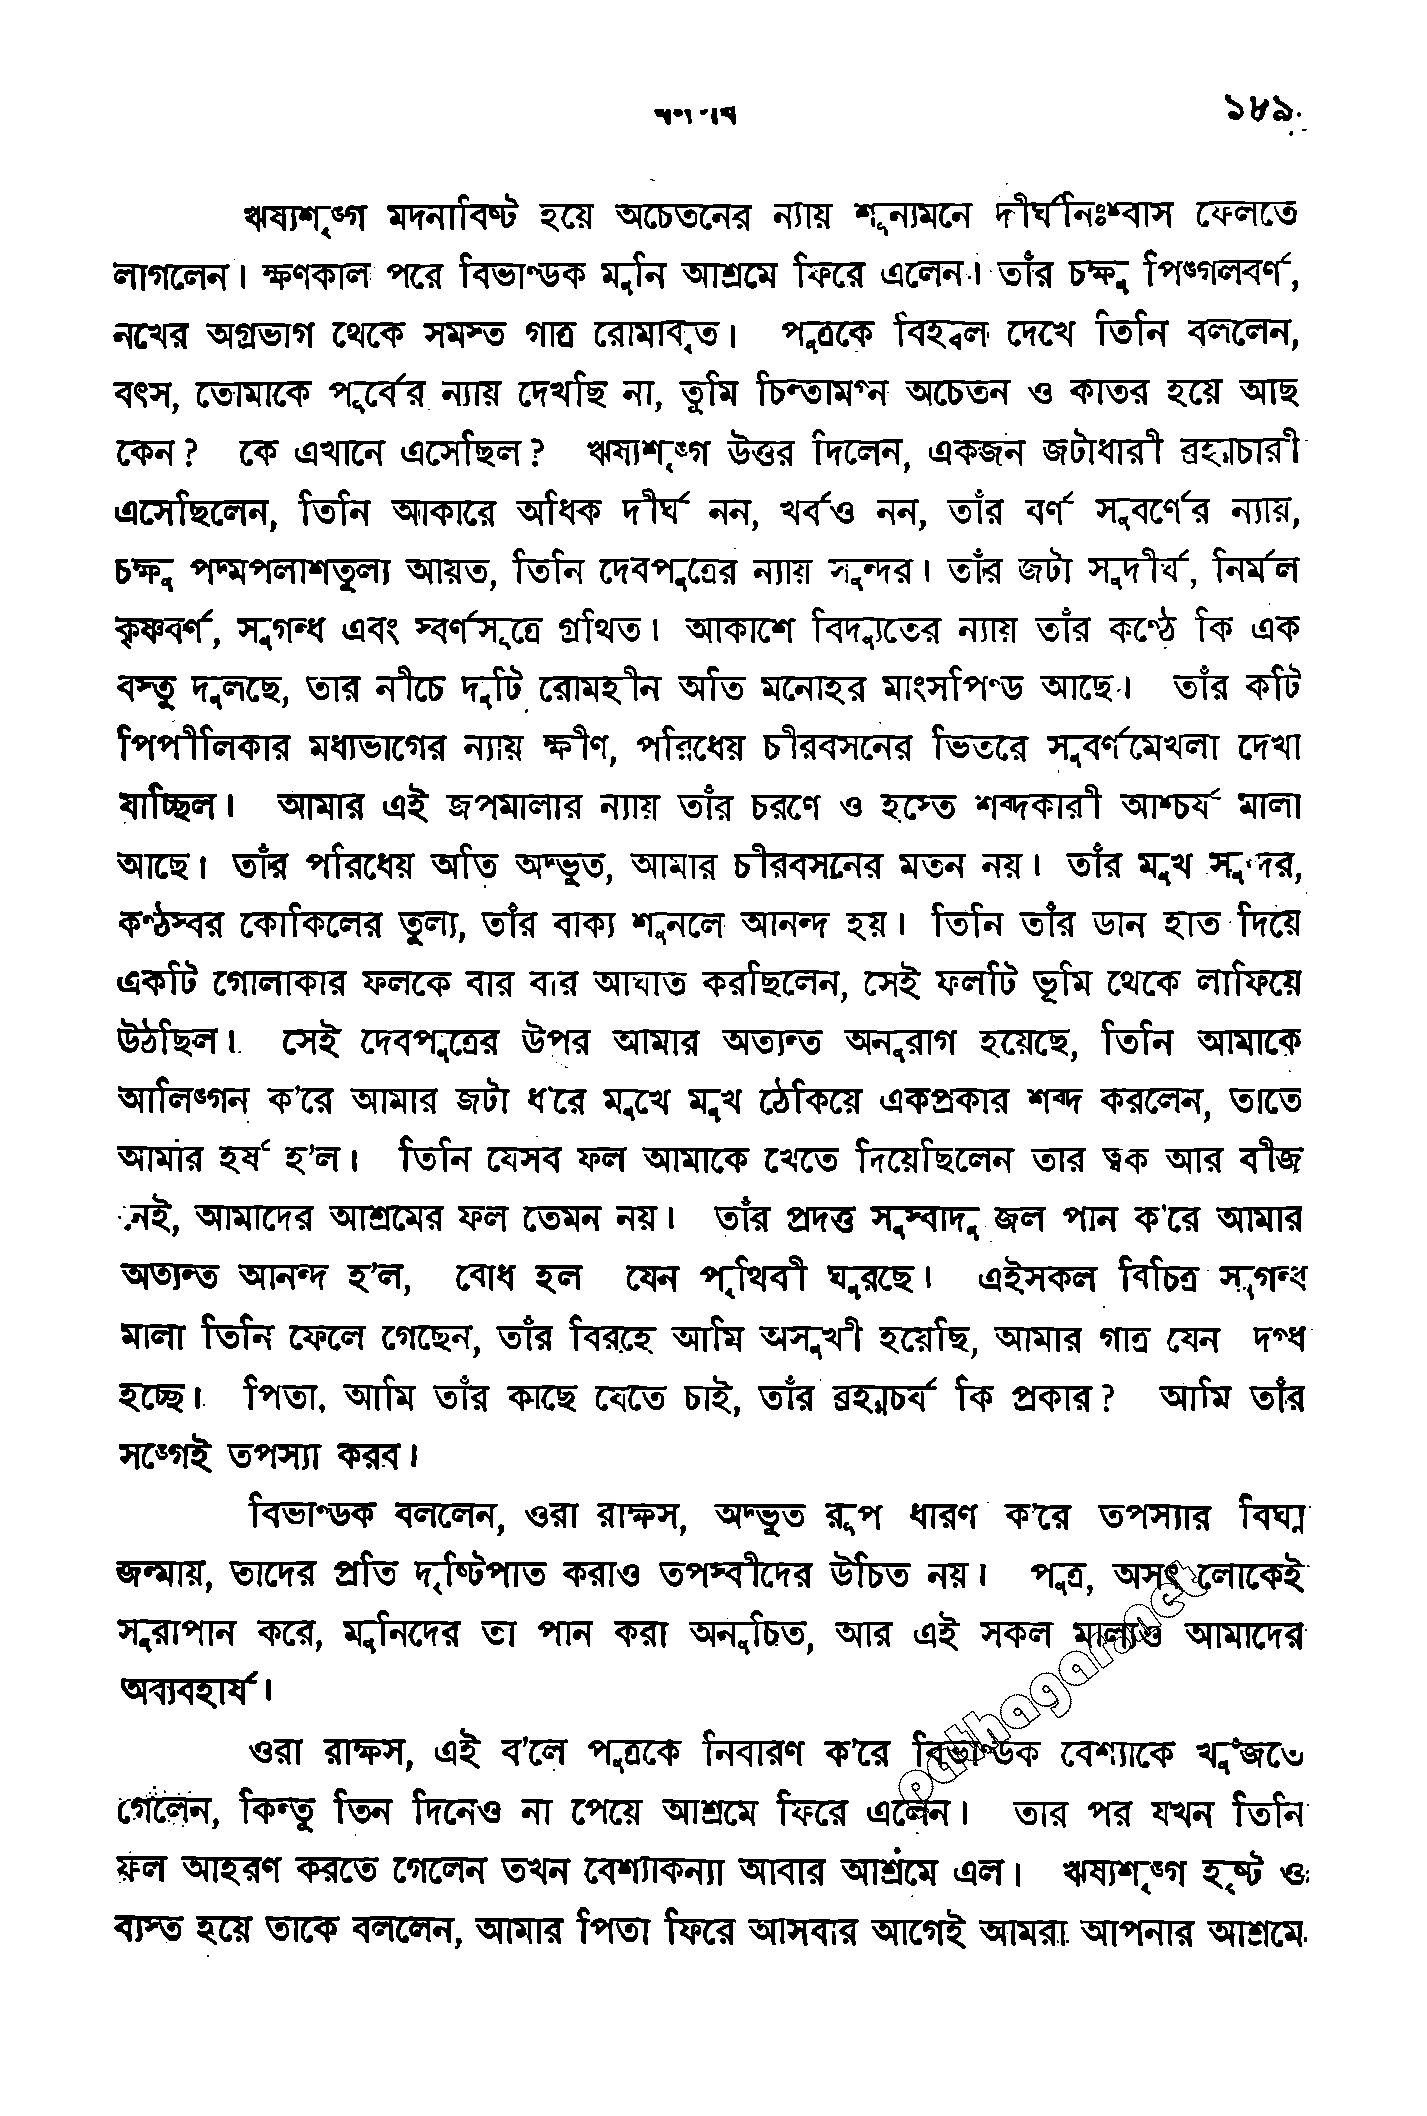 ১৮৯
ঋষ্যশৃঙ্গ মদনাবিষ্ট হয়ে অচেতনের ন্যায় শূন্যমনে দীর্ঘনিঃশ্বাস ফেলতে
লাগলেন। ক্ষণকাল পরে বিভাণ্ডক মুনি আশ্রমে ফিরে এলেন। তাঁর চক্ষু পিঙ্গলবর্ণ,
নখের অগ্রভাগ থেকে সমস্ত গাত্র রোমাবৃত। পুত্রকে বিহ্বল দেখে তিনি বললেন,
বৎস, তোমাকে পূর্বের ন্যায় দেখছি না, তুমি চিন্তামগ্ন অচেতন ও কাতর হয়ে আছ
কেন? কে এখানে এসেছিল? ঋষ্যশৃঙ্গ উত্তর দিলেন, একজন জটাধারী ব্রহ্মচারী
এসেছিলেন, তিনি আকারে অধিক দীর্ঘ নন, খর্বও নন, তাঁর বর্ণ সুবর্ণের ন্যায়,
চক্ষু পদ্মপলাশতুল্য আয়ত, তিনি দেবপুত্রের ন্যায় সুন্দর। তাঁর জটা সুদীর্ঘ, নির্মল
কৃষ্ণবর্ণ, সুগন্ধ এবং স্বর্ণসূত্রে গ্রথিত। আকাশে বিদ্যুতের ন্যায় তাঁর কণ্ঠে কি এক
বস্তু দুলছে, তার নীচে দুটি রোমহীন অতি মনোহর মাংসপিণ্ড আছে। তাঁর কটি
পিপীলিকার মধ্যভাগের ন্যায় ক্ষীণ, পরিধেয় চীরবসনের ভিতরে সুবর্ণমেখলা দেখা
যাচ্ছিল। আমার এই জপমালার ন্যায় তাঁর চরণে ও হস্তে শব্দকারী আশ্চর্য মালা
আছে। তাঁর পরিধেয় অতি অদ্ভুত, আমার চীরবসনের মতন নয়। তাঁর মুখ সুন্দর,
কণ্ঠস্বর কোকিলের তুল্য, তাঁর বাক্য শুনলে আনন্দ হয়। তিনি তাঁর ডান হাত দিয়ে
একটি গোলাকার ফলকে বার বার আঘাত করছিলেন, সেই ফলটি ভূমি থেকে লাফিয়ে
উঠছিল। সেই দেবপুত্রের উপর আমার অত্যন্ত অনুরাগ হয়েছে, তিনি আমাকে
আলিঙ্গন ক'রে আমার জটা ধ'রে মুখে মুখ ঠেকিয়ে একপ্রকার শব্দ করলেন, তাতে
আমার হর্ষ হ'ল। তিনি যেসব ফল আমাকে খেতে দিয়েছিলেন তার ত্বক আর বীজ
নেই, আমাদের আশ্রমের ফল তেমন নয়। তাঁর প্রদত্ত সুস্বাদু জল পান ক'রে আমার
অত্যন্ত আনন্দ হ'ল, বোধ হল যেন পৃথিবী ঘুরছে। এইসকল বিচিত্র সুগন্ধ
মালা তিনি ফেলে গেছেন, তাঁর বিরহে আমি অসুখী হয়েছি, আমার গাত্র যেন দগ্ধ
হচ্ছে। পিতা, আমি তাঁর কাছে যেতে চাই, তাঁর ব্রহ্মচর্য কি প্রকার? আমি তাঁর
সঙ্গেই তপস্যা করব।
বিভাণ্ডক বললেন, ওরা রাক্ষস, অদ্ভুত রূপ ধারণ ক'রে তপস্যার বিঘ্ন
জন্মায়, তাদের প্রতি দৃষ্টিপাত করাও তপস্বীদের উচিত নয়। পুত্র, অসৎ লোকেই
সুরাপান করে, মুনিদের তা পান করা অনুচিত, আর এই সকল মাল্যও আমাদের
অব্যবহার্য।
ওরা রাক্ষস, এই ব'লে পুত্রকে নিবারণ ক'রে বিভাণ্ডক বেশ্যাকে খুঁজতে
গেলেন, কিন্তু তিন দিনেও না পেয়ে আশ্রমে ফিরে এলেন। তার পর যখন তিনি
ফল আহরণ করতে গেলেন তখন বেশ্যাকন্যা আবার আশ্রমে এল। ঋষ্যশৃঙ্গ হৃষ্ট ও
ব্যস্ত হয়ে তাকে বললেন, আমার পিতা ফিরে আসবার আগেই আমরা আপনার আশ্রমে
pathagar.net